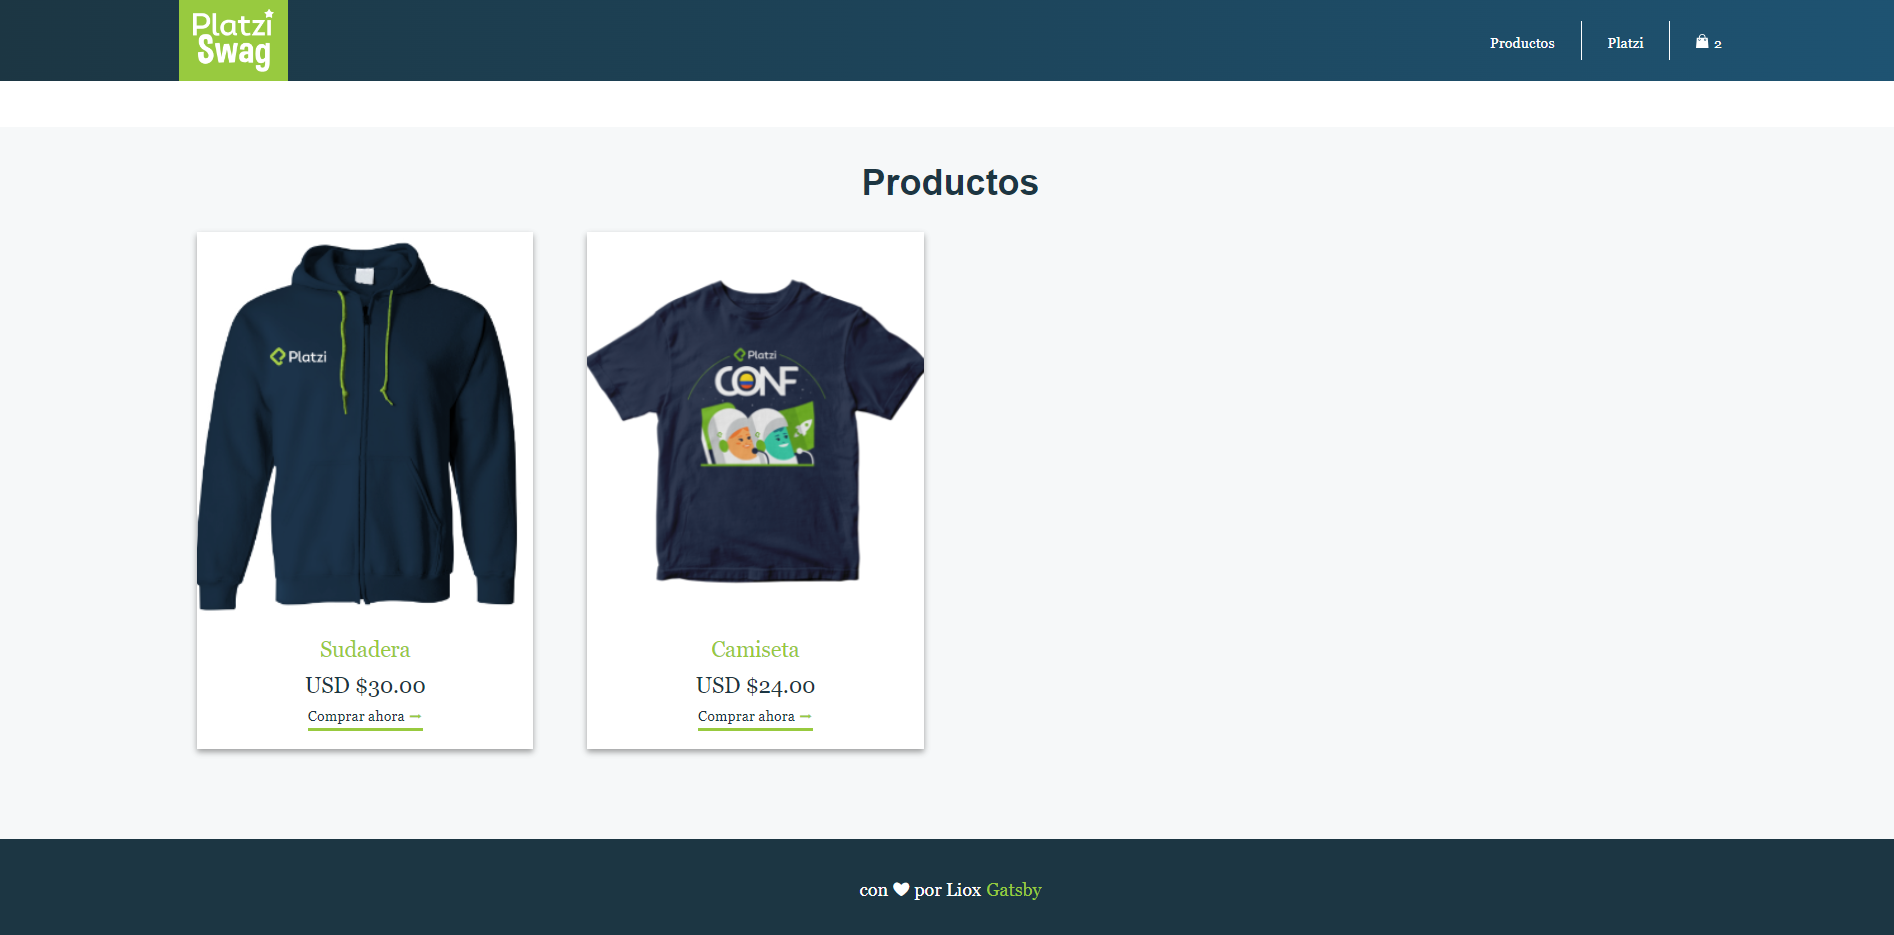 Platzi
Swag
Productos
Platzi
2
Productos
Platzi
Platzi
CONF
Sudadera
USD $30.00
Comprar ahora
Camiseta
USD $24.00
Comprar ahora
con ♥ por Liox Gatsby